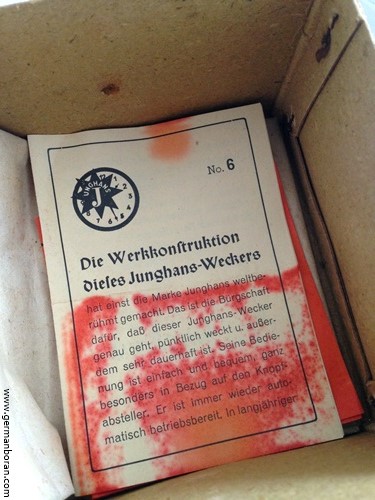 JUNGHANS
J
No. 6
Die Werkkonſtruktion
dieſes Junghans-Weckers
hat einst die Marke Junghans weltbe-
rühmt gemacht. Das ist die Bürgschaft
dafür, daß dieser Junghans-Wecker
genau geht, pünktlich weckt u. außer-
dem sehr dauerhaft ist. Seine Bedie-
nung ist einfach und bequem, ganz
besonders in Bezug auf den Knopf-
absteller. Er ist immer wieder auto-
matisch betriebsbereit. In langjähriger
www.germanboran.com